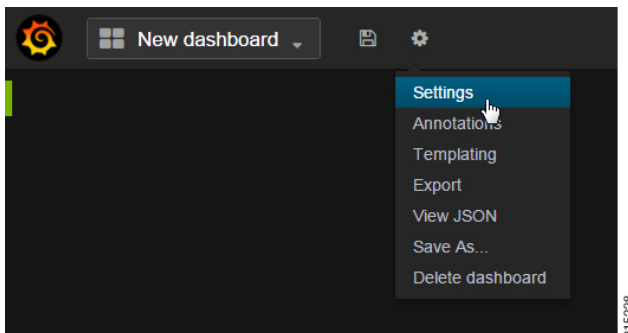 New dashboard
Settings
Annotations
Templating
Export
View JSON
Save As...
Delete dashboard